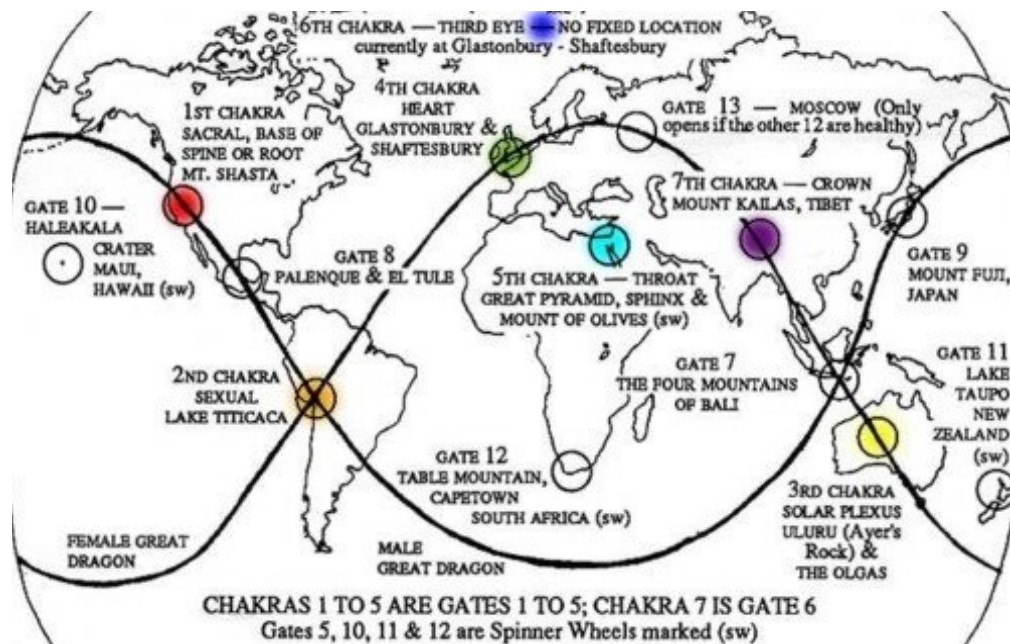 6TH CHAKRA — THIRD EYE — NO FIXED LOCATION
currently at Glastonbury - Shaftesbury
4TH CHAKRA
HEART
GLASTONBURY &
SHAFTESBURY
1ST CHAKRA
SACRAL, BASE OF
SPINE OR ROOT
MT. SHASTA
GATE 13 — MOSCOW (Only
opens if the other 12 are healthy)
7TH CHAKRA — CROWN
MOUNT KAILAS, TIBET
GATE 10 —
HALEAKALA
CRATER
MAUI,
HAWAII (sw)
GATE 8
PALENQUE & EL TULE
5TH CHAKRA — THROAT
GREAT PYRAMID, SPHINX &
MOUNT OF OLIVES (sw)
GATE 9
MOUNT FUJI,
JAPAN
2ND CHAKRA
SEXUAL
LAKE TITICACA
GATE 7
THE FOUR MOUNTAINS
OF BALI
GATE 11
LAKE
TAUPO
NEW
ZEALAND
(sw)
GATE 12
TABLE MOUNTAIN,
CAPETOWN
SOUTH AFRICA (sw)
3RD CHAKRA
SOLAR PLEXUS
ULURU (Ayer's
Rock) &
THE OLGAS
FEMALE GREAT
DRAGON
MALE
GREAT DRAGON
CHAKRAS 1 TO 5 ARE GATES 1 TO 5; CHAKRA 7 IS GATE 6
Gates 5, 10, 11 & 12 are Spinner Wheels marked (sw)